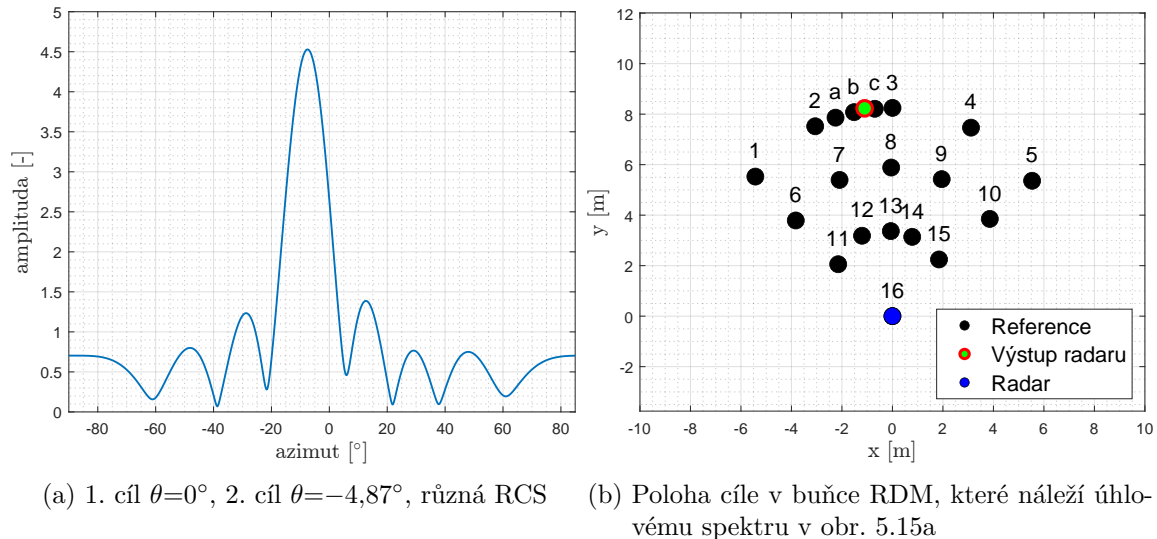 5
4.5
4
3.5
3
2.5
2
1.5
1
0.5
0
-80 -60 -40 -20 0 20 40 60 80
amplituda [-]
azimut [°]
12
10
8
6
4
2
0
-2
-10 -8 -6 -4 -2 0 2 4 6 8 10
y [m]
x [m]
2 a b c 3 4
1 7 8 9 5
6 12 13 14 10
11 15
16
Reference
Výstup radaru
Radar
(a) 1. cíl θ=0°, 2. cíl θ=−4,87°, různá RCS
(b) Poloha cíle v buňce RDM, které náleží úhlo-
vému spektru v obr. 5.15a